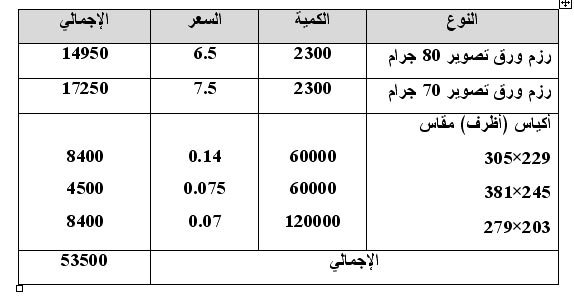 النوع الكمية السعر الإجمالي
رزم ورق تصوير 80 جرام 2300 6.5 14950
رزم ورق تصوير 70 جرام 2300 7.5 17250
أكياس (أظرف) مقاس
305×229 60000 0.14 8400
381×245 60000 0.075 4500
279×203 120000 0.07 8400
الإجمالي 53500